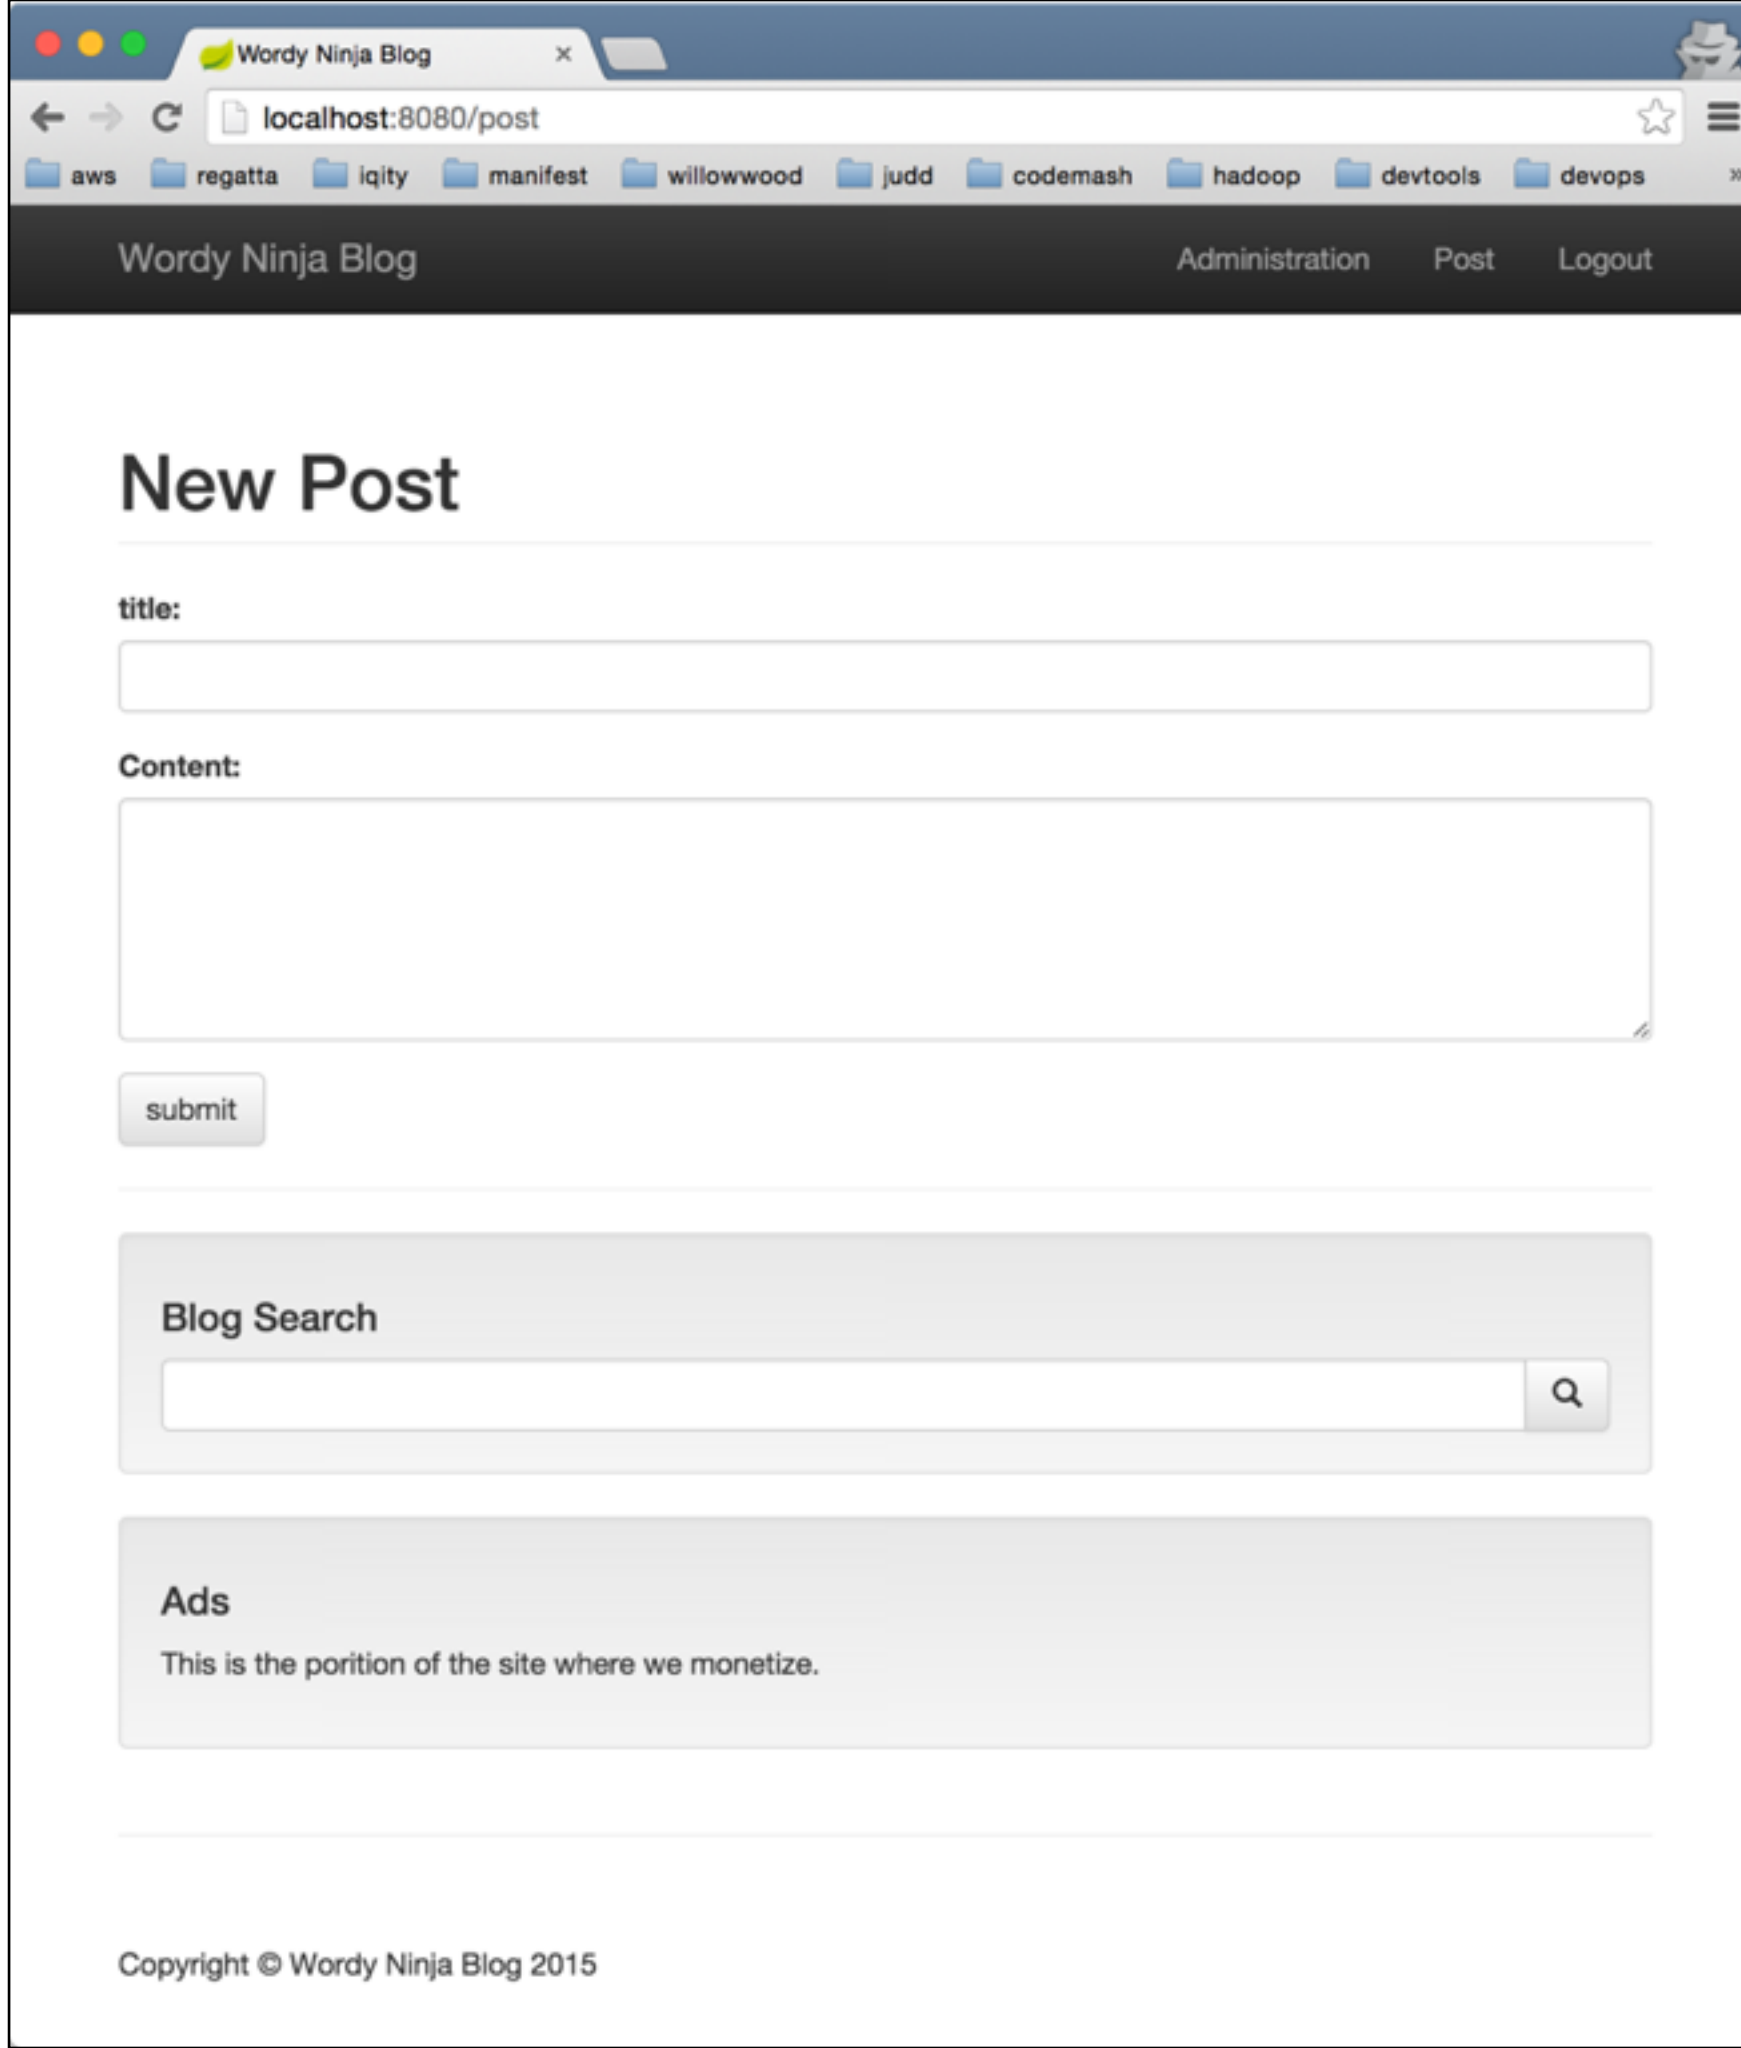 Wordy Ninja Blog
localhost:8080/post
aws regatta iqity manifest willowwood judd codemash hadoop devtools devops »
Wordy Ninja Blog Administration Post Logout
New Post
title:
Content:
submit
Blog Search
Ads
This is the porition of the site where we monetize.
Copyright © Wordy Ninja Blog 2015